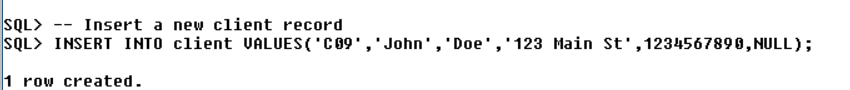 SQL> -- Insert a new client record
SQL> INSERT INTO client VALUES('C09','John','Doe','123 Main St',1234567890,NULL);
1 row created.